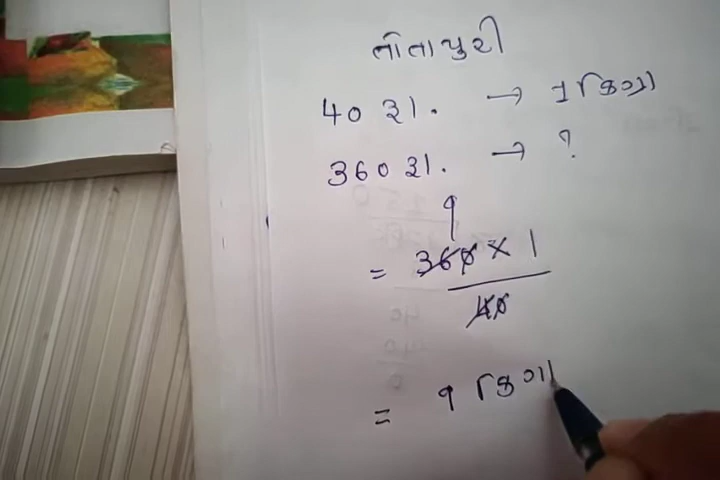 તોતાપુરી
40 રૂા. → 1 કિગ્રા
360 રૂા. → ?
9
= 360 × 1
40
= 9 કિગ્રા